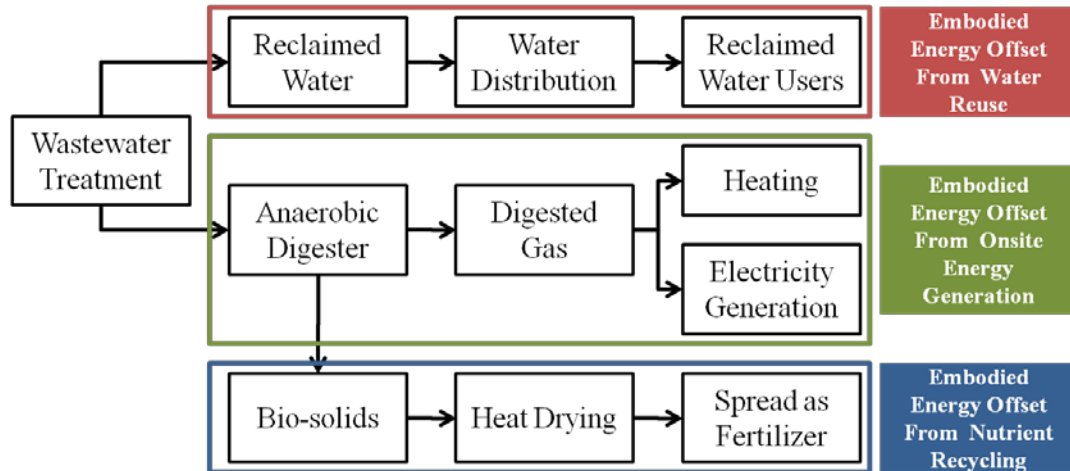 Reclaimed
Water
Water
Distribution
Reclaimed
Water Users
Embodied
Energy Offset
From Water
Reuse
Wastewater
Treatment
Anaerobic
Digester
Digested
Gas
Heating
Electricity
Generation
Embodied
Energy Offset
From Onsite
Energy
Generation
Bio-solids
Heat Drying
Spread as
Fertilizer
Embodied
Energy Offset
From Nutrient
Recycling